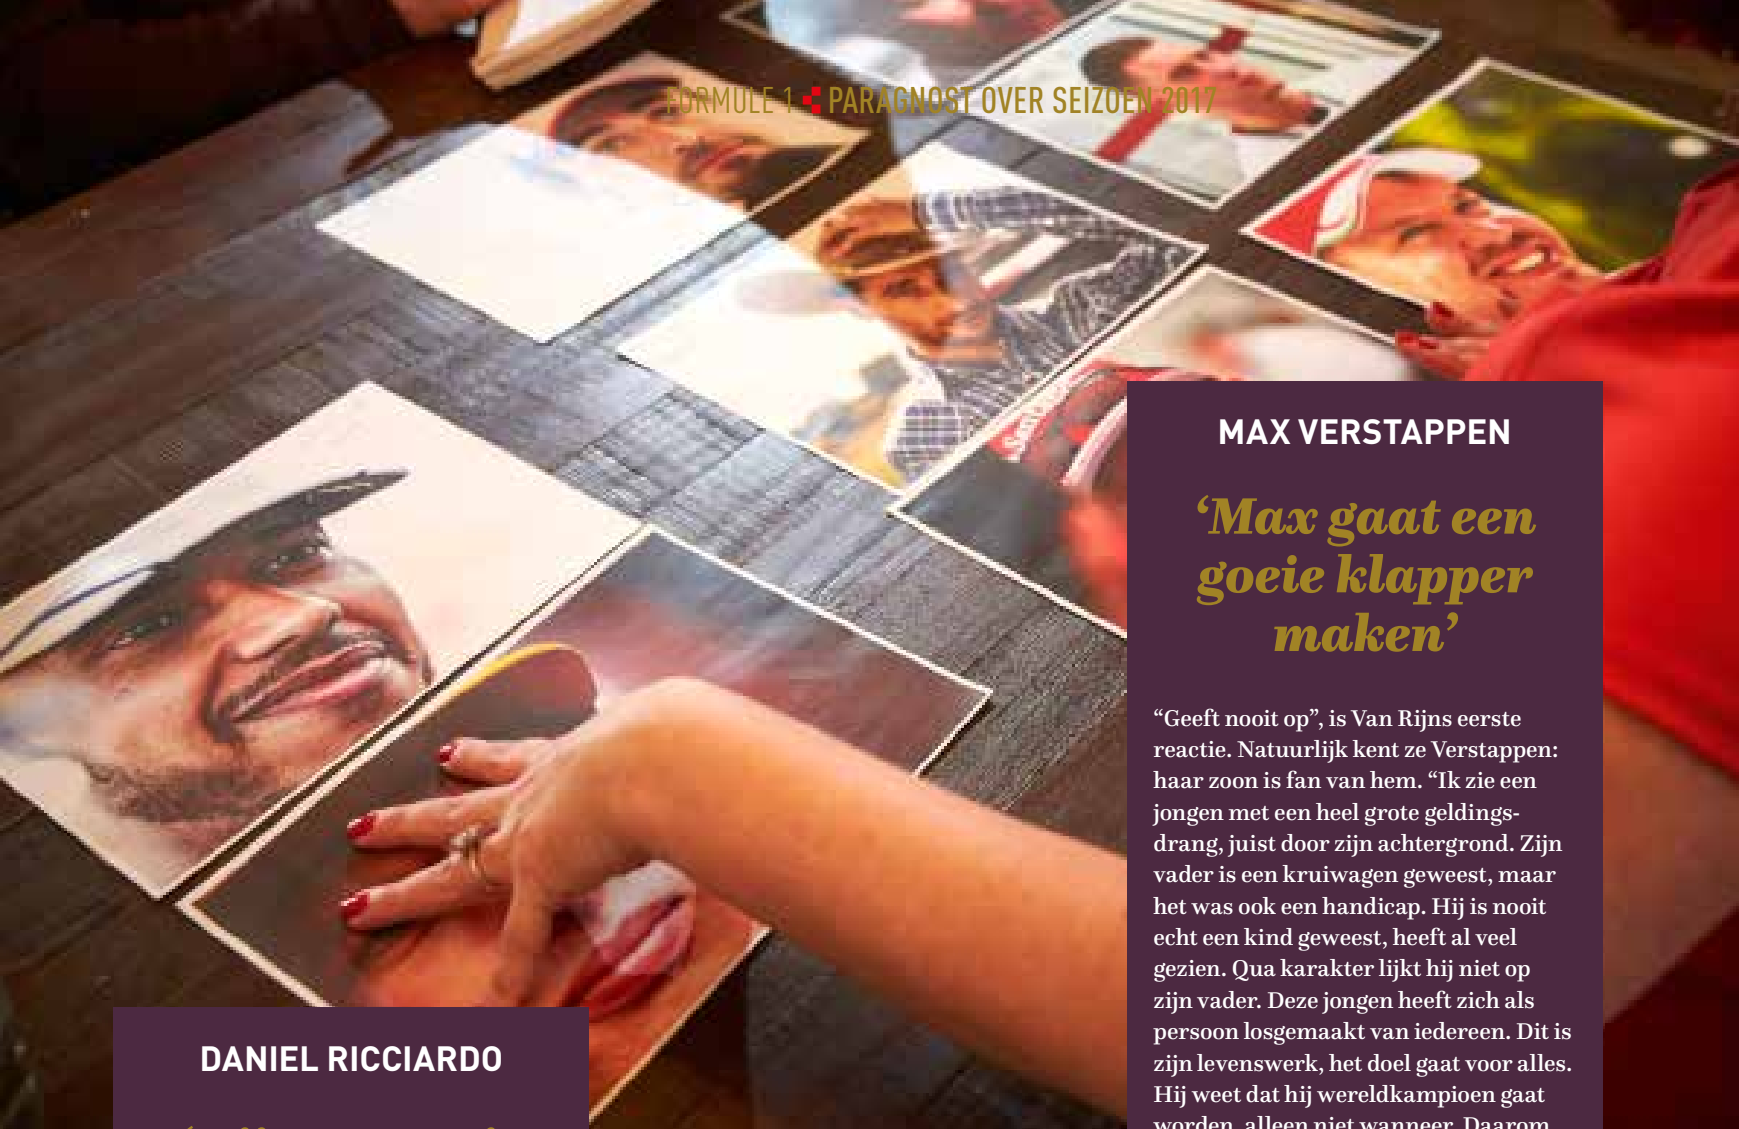 FORMULE 1 PARAGNOST OVER SEIZOEN 2017
MAX VERSTAPPEN
‘Max gaat een
goeie klapper
maken’
“Geeft nooit op”, is Van Rijns eerste
reactie. Natuurlijk kent ze Verstappen:
haar zoon is fan van hem. “Ik zie een
jongen met een heel grote geldings-
drang, juist door zijn achtergrond. Zijn
vader is een kruiwagen geweest, maar
het was ook een handicap. Hij is nooit
echt een kind geweest, heeft al veel
gezien. Qua karakter lijkt hij niet op
zijn vader. Deze jongen heeft zich als
persoon losgemaakt van iedereen. Dit is
zijn levenswerk, het doel gaat voor alles.
Hij weet dat hij wereldkampioen gaat
worden, alleen niet wanneer. Daarom
DANIEL RICCIARDO